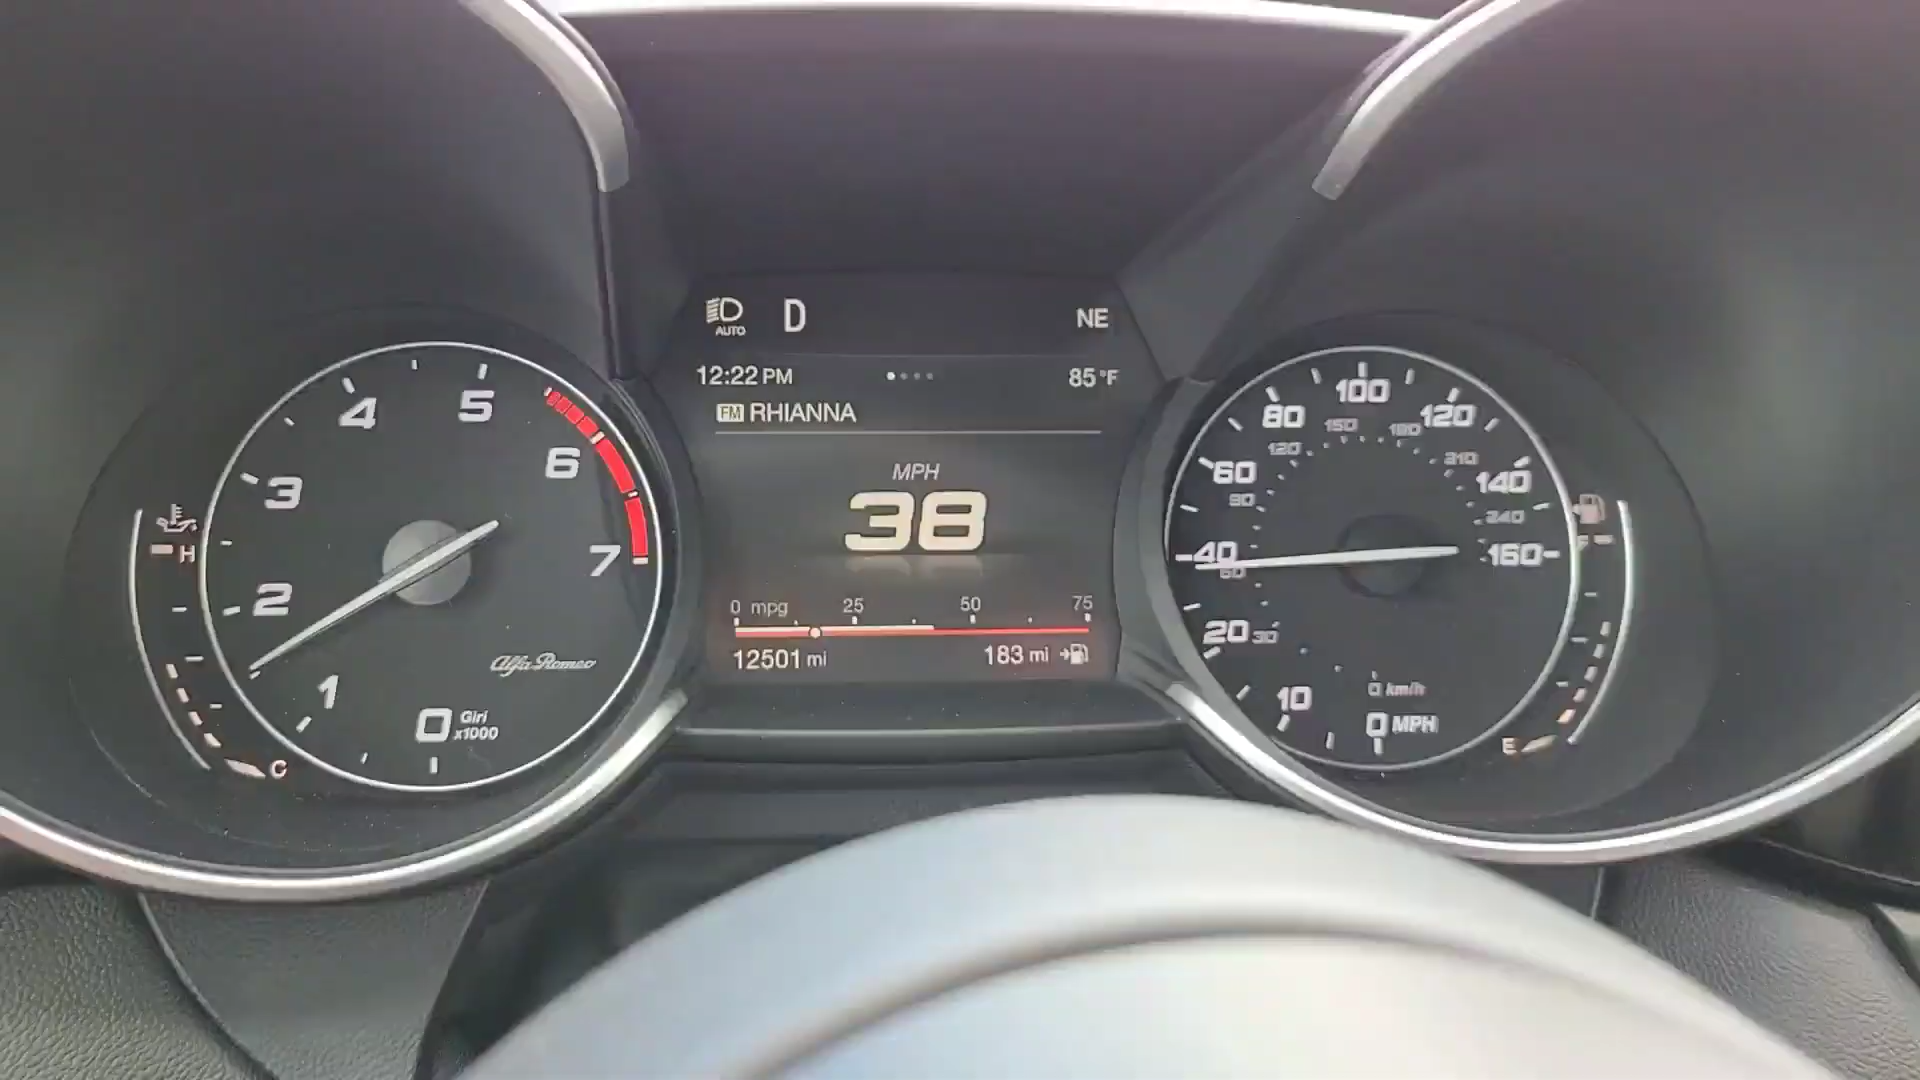 AUTO D NE
12:22 PM 85°F
FM RHIANNA
MPH
38
0 mpg 25 50 75
12501 mi 183 mi
1
2
3
4
5
6
7
0 Giri
x1000
Alfa Romeo
H
C
0 MPH
10
20
40
60
80
100
120
140
160
0 km/h
30
60
90
120
150
180
210
240
F
E